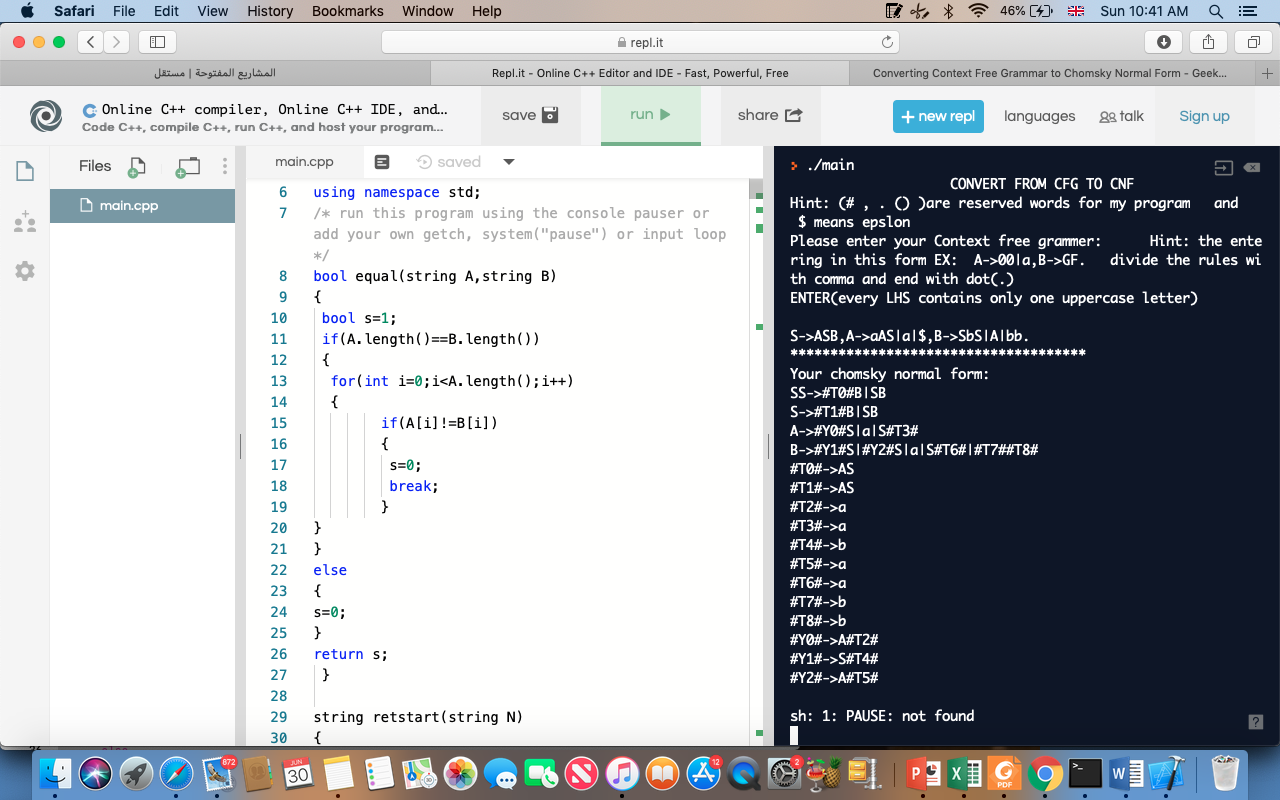 Safari File Edit View History Bookmarks Window Help 46% Sun 10:41 AM
repl.it
المشاريع المفتوحة | مستقل
Repl.it - Online C++ Editor and IDE - Fast, Powerful, Free
Converting Context Free Grammar to Chomsky Normal Form - Geek...
Online C++ compiler, Online C++ IDE, and...
Code C++, compile C++, run C++, and host your program...
save
run
share
+ new repl
languages
talk
Sign up
Files
main.cpp
main.cpp
saved
6 using namespace std;
7 /* run this program using the console pauser or
add your own getch, system("pause") or input loop
*/
8 bool equal(string A,string B)
9 {
10 bool s=1;
11 if(A.length()==B.length())
12 {
13 for(int i=0;i<A.length();i++)
14 {
15 if(A[i]!=B[i])
16 {
17 s=0;
18 break;
19 }
20 }
21 }
22 else
23 {
24 s=0;
25 }
26 return s;
27 }
28
29 string retstart(string N)
30 {
./main
CONVERT FROM CFG TO CNF
Hint: (# , . () )are reserved words for my program and
$ means epslon
Please enter your Context free grammer: Hint: the ente
ring in this form EX: A->00|a,B->GF. divide the rules wi
th comma and end with dot(.)
ENTER(every LHS contains only one uppercase letter)
S->ASB,A->aAS|a|$,B->SbS|A|bb.
*************************************
Your chomsky normal form:
SS->#T0#B|SB
S->#T1#B|SB
A->#Y0#S|a|S#T3#
B->#Y1#S|#Y2#S|a|S#T6#|#T7##T8#
#T0#->AS
#T1#->AS
#T2#->a
#T3#->a
#T4#->b
#T5#->a
#T6#->a
#T7#->b
#T8#->b
#Y0#->A#T2#
#Y1#->S#T4#
#Y2#->A#T5#
sh: 1: PAUSE: not found
?
872
JUN
30
12
2
PDF